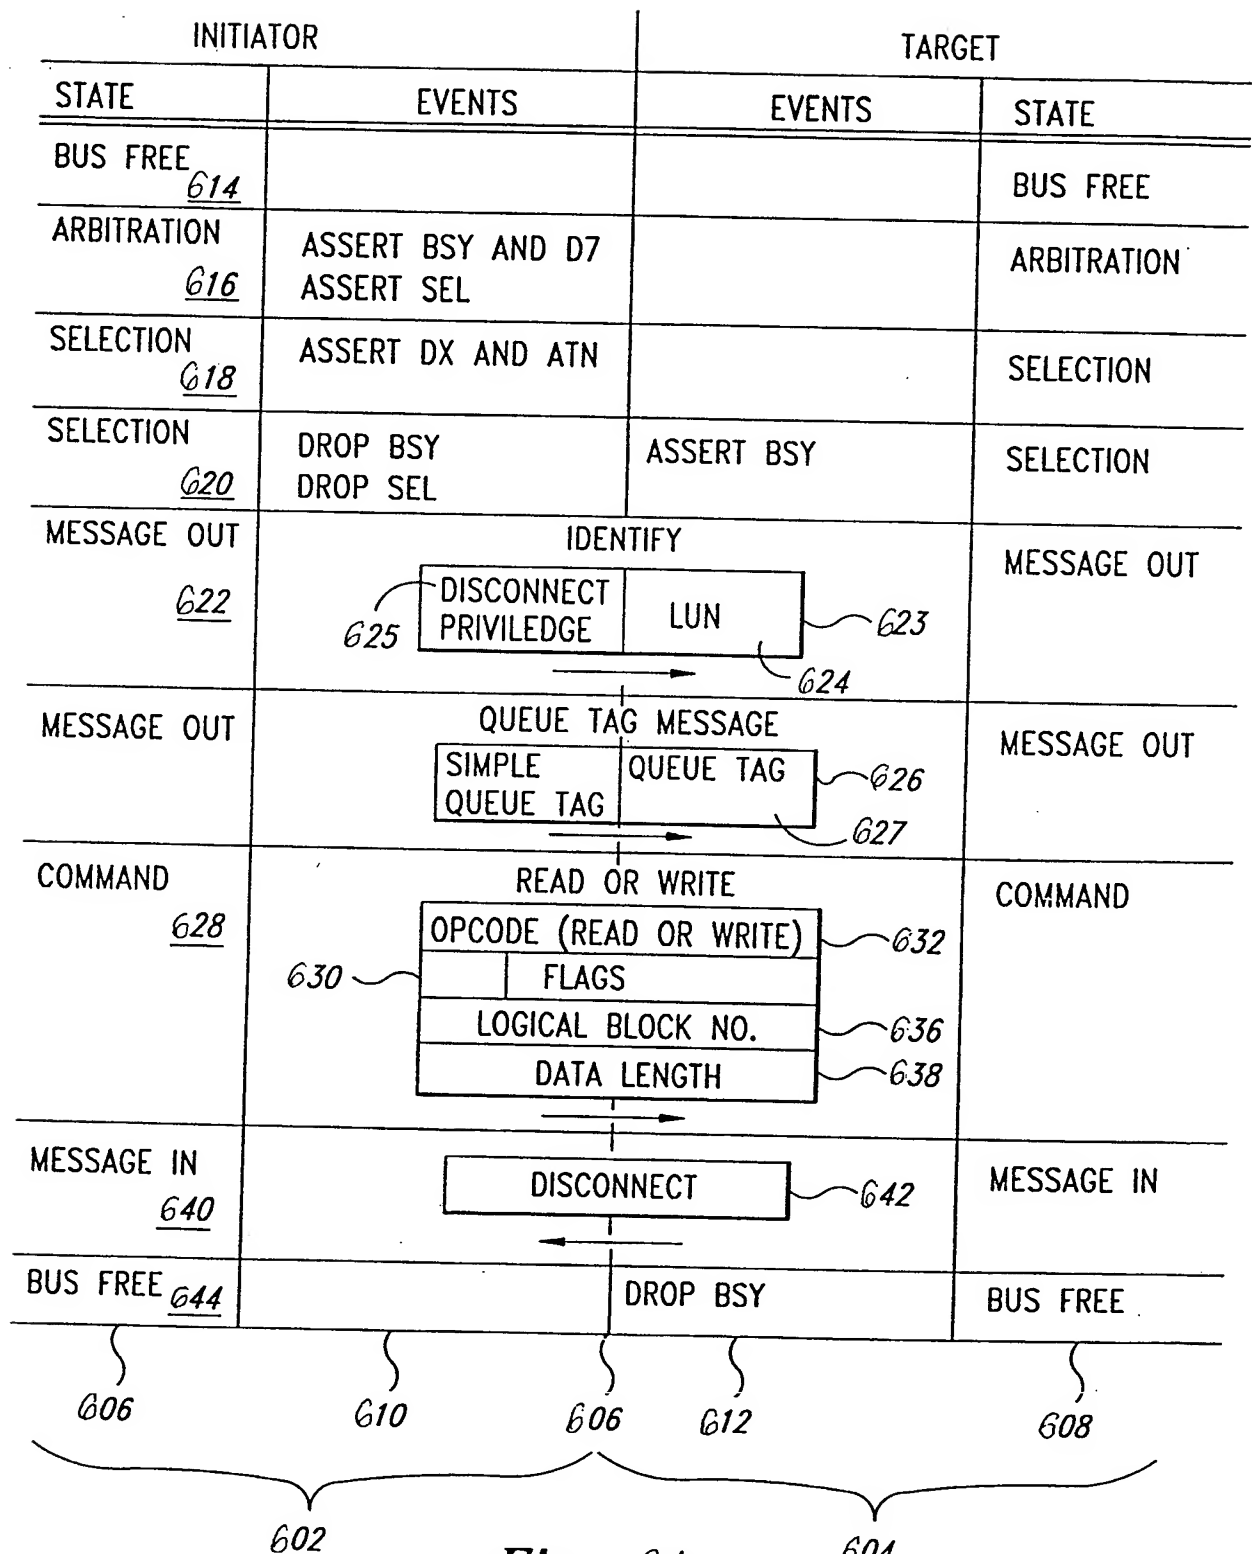 INITIATOR TARGET
STATE EVENTS EVENTS STATE
BUS FREE 614 BUS FREE
ARBITRATION 616 ASSERT BSY AND D7 ARBITRATION
ASSERT SEL
SELECTION 618 ASSERT DX AND ATN SELECTION
SELECTION 620 DROP BSY ASSERT BSY SELECTION
DROP SEL
MESSAGE OUT 622 IDENTIFY MESSAGE OUT
DISCONNECT
PRIVILEDGE LUN 623
625 624
MESSAGE OUT QUEUE TAG MESSAGE MESSAGE OUT
SIMPLE QUEUE TAG 626
QUEUE TAG 627
COMMAND 628 READ OR WRITE COMMAND
OPCODE (READ OR WRITE) 632
630 FLAGS
LOGICAL BLOCK NO. 636
DATA LENGTH 638
MESSAGE IN 640 DISCONNECT 642 MESSAGE IN
BUS FREE 644 DROP BSY BUS FREE
606 610 606 612 608
602